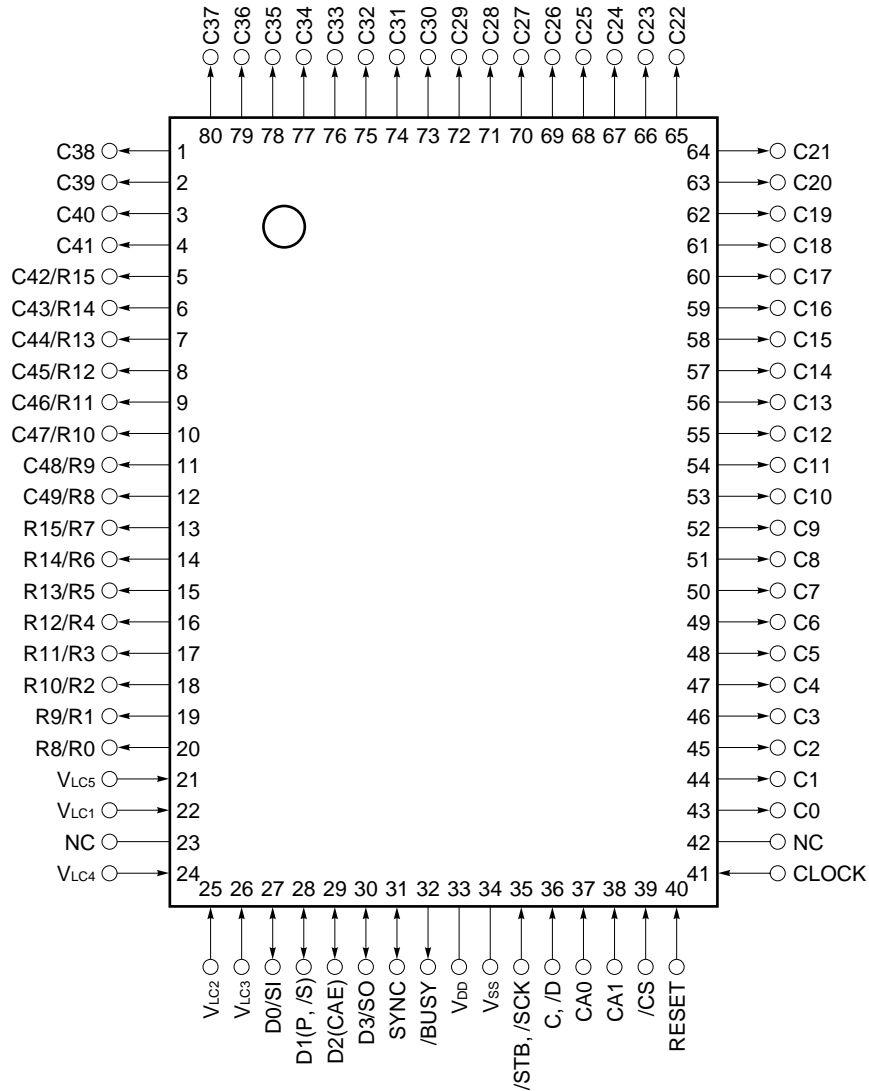 C37 C36 C35 C34 C33 C32 C31 C30 C29 C28 C27 C26 C25 C24 C23 C22
80 79 78 77 76 75 74 73 72 71 70 69 68 67 66 65
C38 1 64 C21
C39 2 63 C20
C40 3 62 C19
C41 4 61 C18
C42/R15 5 60 C17
C43/R14 6 59 C16
C44/R13 7 58 C15
C45/R12 8 57 C14
C46/R11 9 56 C13
C47/R10 10 55 C12
C48/R9 11 54 C11
C49/R8 12 53 C10
R15/R7 13 52 C9
R14/R6 14 51 C8
R13/R5 15 50 C7
R12/R4 16 49 C6
R11/R3 17 48 C5
R10/R2 18 47 C4
R9/R1 19 46 C3
R8/R0 20 45 C2
VLC5 21 44 C1
VLC1 22 43 C0
NC 23 42 NC
VLC4 24 41 CLOCK
25 26 27 28 29 30 31 32 33 34 35 36 37 38 39 40
VLC2 VLC3 D0/SI D1(P, /S) D2(CAE) D3/SO SYNC /BUSY VDD VSS /STB, /SCK C, /D CA0 CA1 /CS RESET